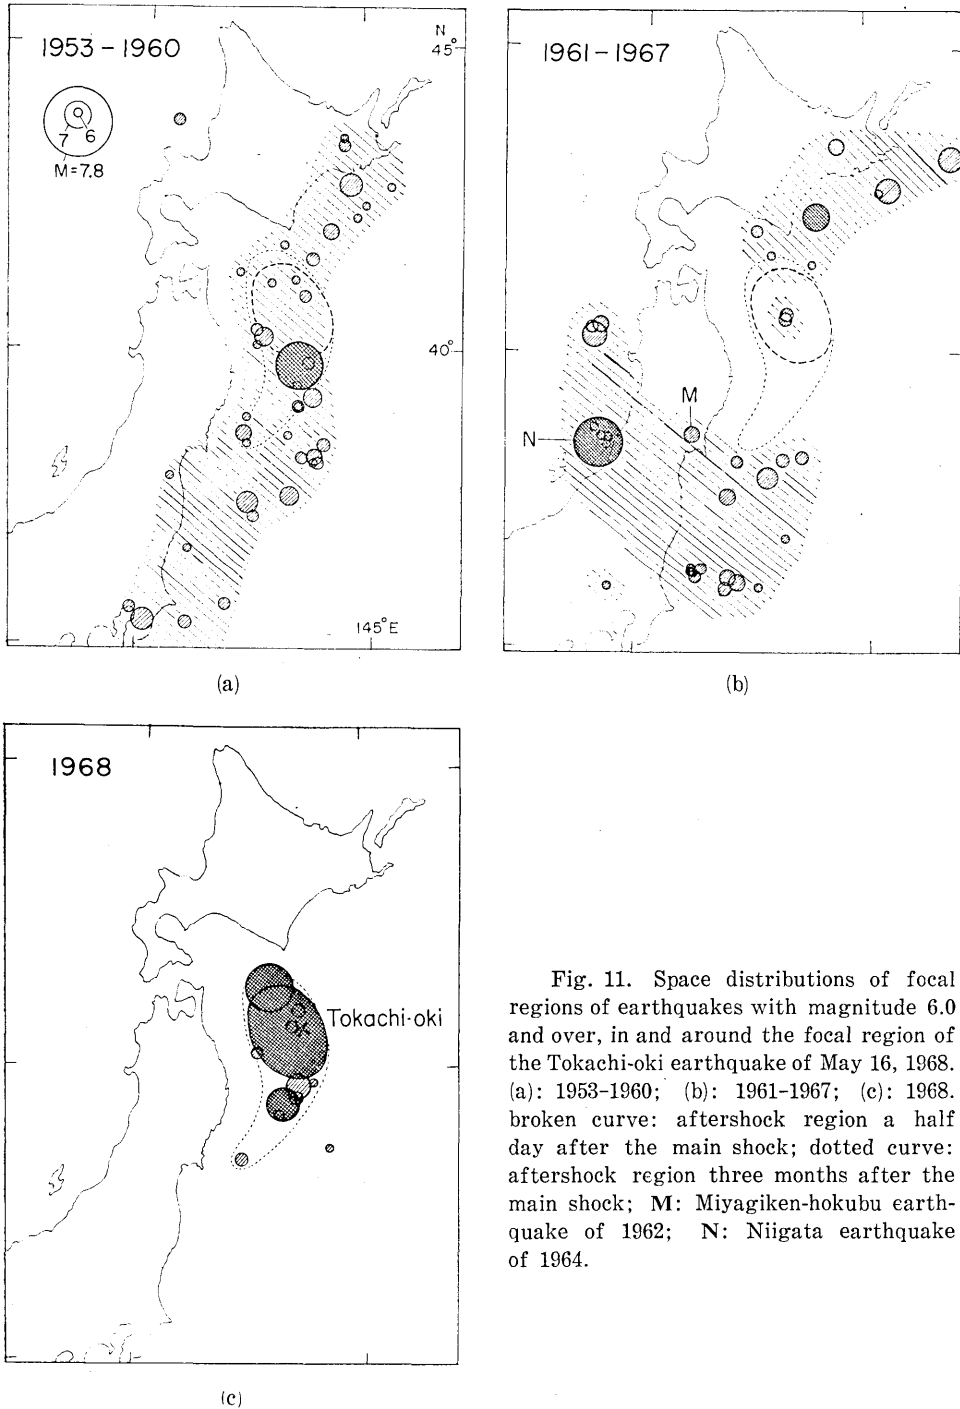 1953-1960
N
45°
7
6
M=7.8
40°
145°E
(a)
1961-1967
M
N
(b)
1968
Tokachi-oki
(c)
Fig. 11. Space distributions of focal
regions of earthquakes with magnitude 6.0
and over, in and around the focal region of
the Tokachi-oki earthquake of May 16, 1968.
(a): 1953-1960; (b): 1961-1967; (c): 1968.
broken curve: aftershock region a half
day after the main shock; dotted curve:
aftershock region three months after the
main shock; M: Miyagiken-hokubu earth-
quake of 1962; N: Niigata earthquake
of 1964.